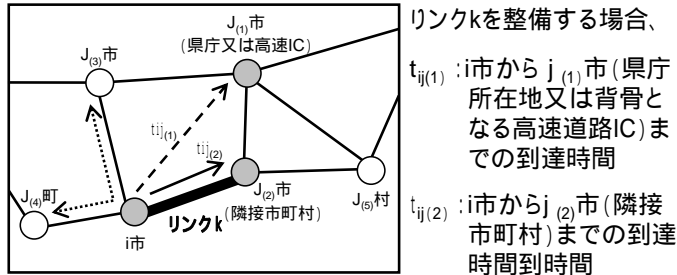 J(1)市
(県庁又は高速IC)
J(3)市
tij(1)
tij(2)
J(4)町
リンクk
J(2)市
(隣接市町村)
J(5)村
i市
リンクkを整備する場合、
tij(1):i市からj(1)市(県庁
所在地又は背骨と
なる高速道路IC)ま
での到達時間
tij(2):i市からj(2)市(隣接
市町村)までの到達
時間到時間